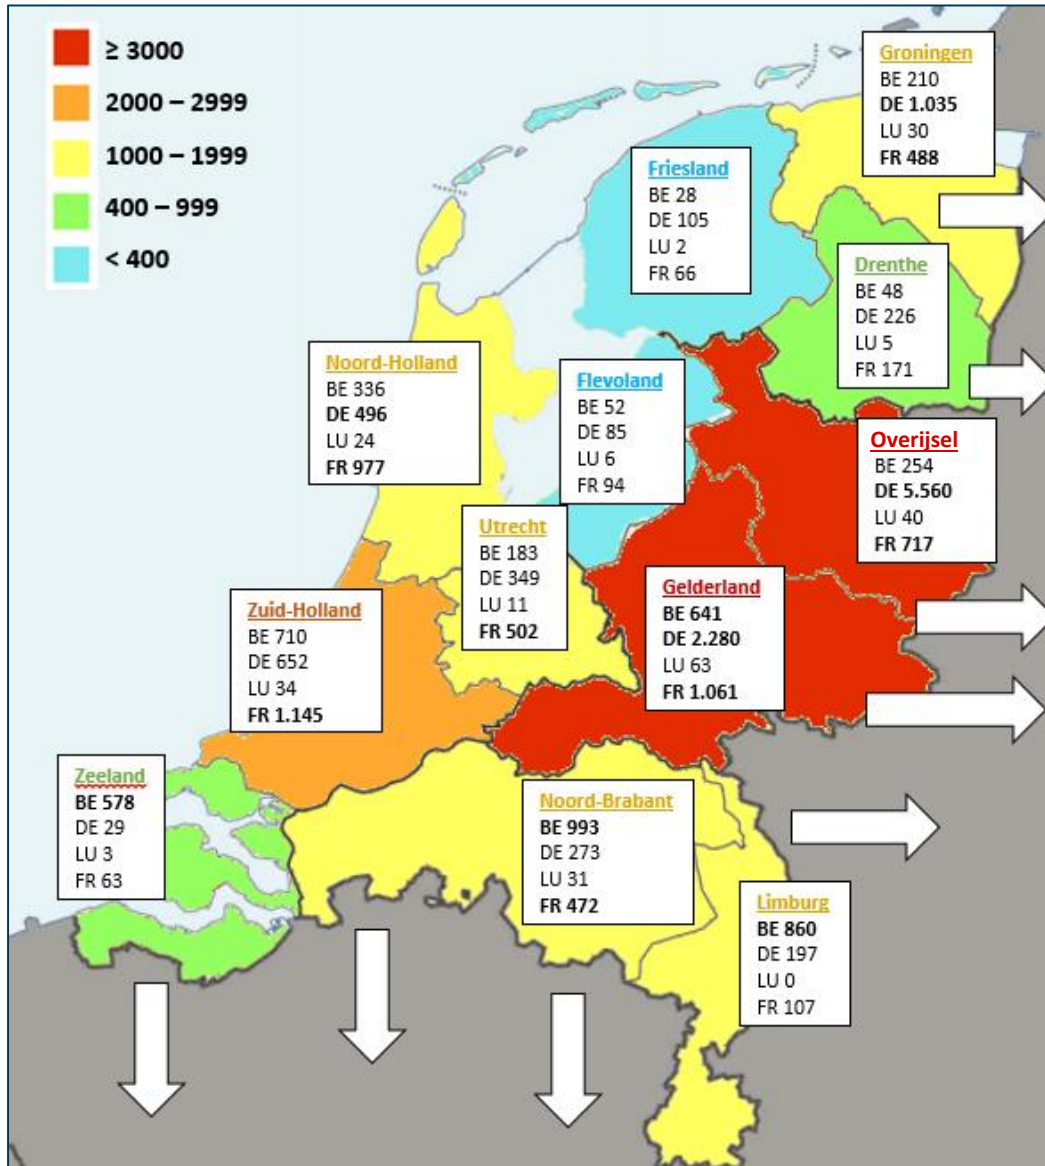 ≥ 3000
2000 – 2999
1000 – 1999
400 – 999
< 400
Groningen
BE 210
DE 1.035
LU 30
FR 488
Friesland
BE 28
DE 105
LU 2
FR 66
Drenthe
BE 48
DE 226
LU 5
FR 171
Noord-Holland
BE 336
DE 496
LU 24
FR 977
Flevoland
BE 52
DE 85
LU 6
FR 94
Overijsel
BE 254
DE 5.560
LU 40
FR 717
Utrecht
BE 183
DE 349
LU 11
FR 502
Gelderland
BE 641
DE 2.280
LU 63
FR 1.061
Zuid-Holland
BE 710
DE 652
LU 34
FR 1.145
Zeeland
BE 578
DE 29
LU 3
FR 63
Noord-Brabant
BE 993
DE 273
LU 31
FR 472
Limburg
BE 860
DE 197
LU 0
FR 107